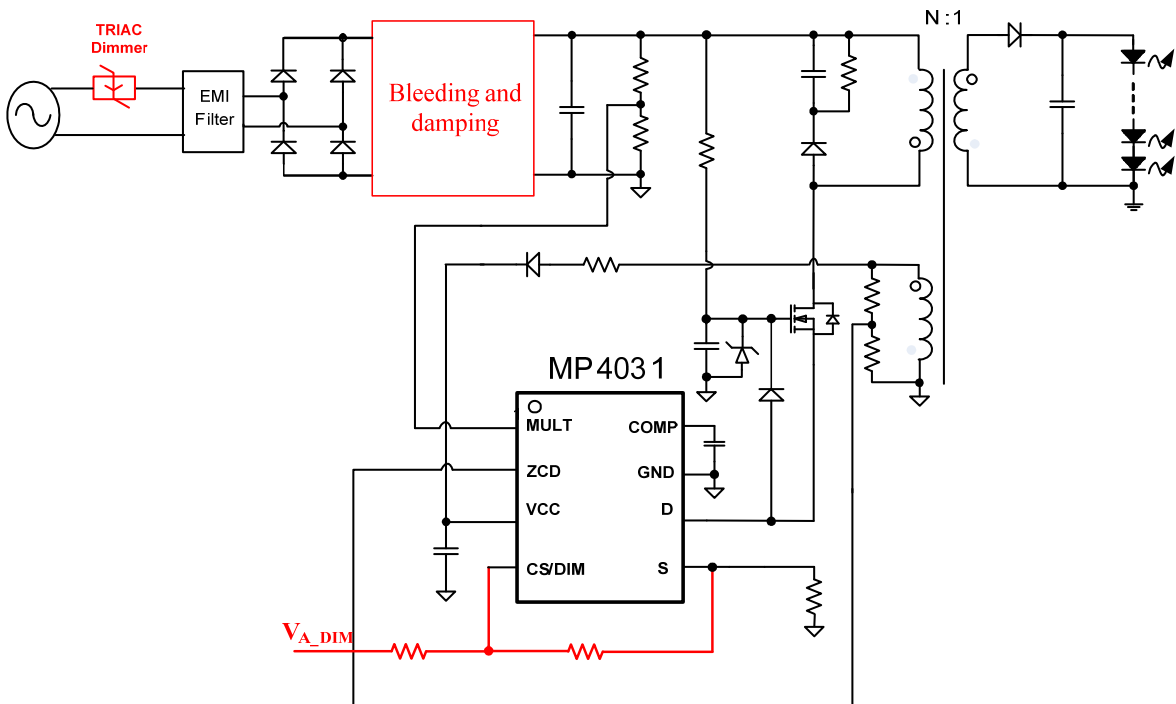 N:1
TRIAC
Dimmer
EMI
Filter
Bleeding and
damping
MP4031
MULT
COMP
ZCD
GND
VCC
D
CS/DIM
S
VA_DIM